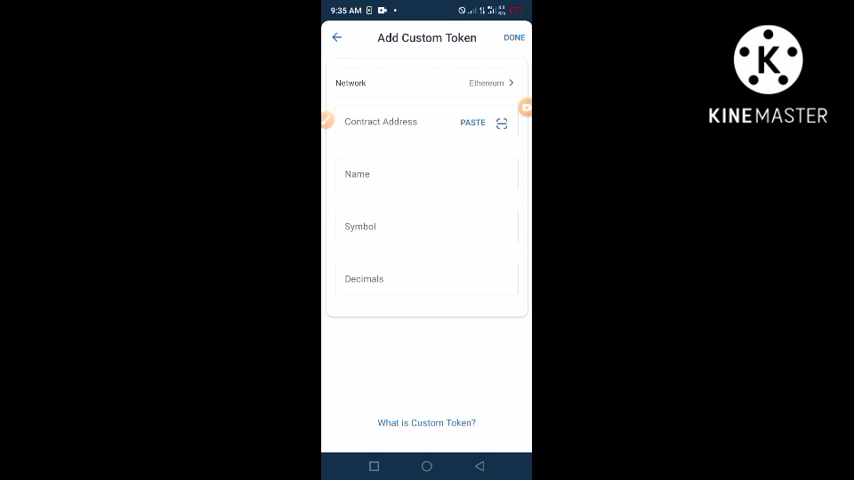 9:35 AM
Add Custom Token
DONE
Network
Ethereum
Contract Address
PASTE
Name
Symbol
Decimals
What is Custom Token?
K
KINEMASTER